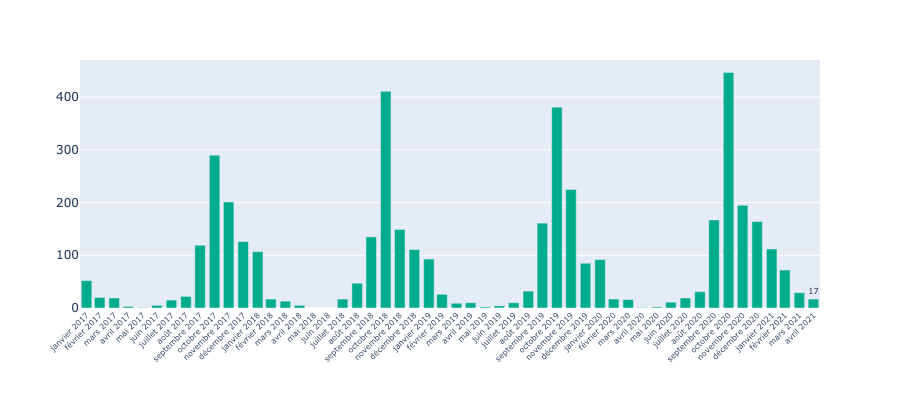 400
300
200
100
0
17
janvier 2017
février 2017
mars 2017
avril 2017
mai 2017
juin 2017
juillet 2017
août 2017
septembre 2017
octobre 2017
novembre 2017
décembre 2017
janvier 2018
février 2018
mars 2018
avril 2018
mai 2018
juin 2018
juillet 2018
août 2018
septembre 2018
octobre 2018
novembre 2018
décembre 2018
janvier 2019
février 2019
mars 2019
avril 2019
mai 2019
juin 2019
juillet 2019
août 2019
septembre 2019
octobre 2019
novembre 2019
décembre 2019
janvier 2020
février 2020
mars 2020
avril 2020
mai 2020
juin 2020
juillet 2020
août 2020
septembre 2020
octobre 2020
novembre 2020
décembre 2020
janvier 2021
février 2021
mars 2021
avril 2021